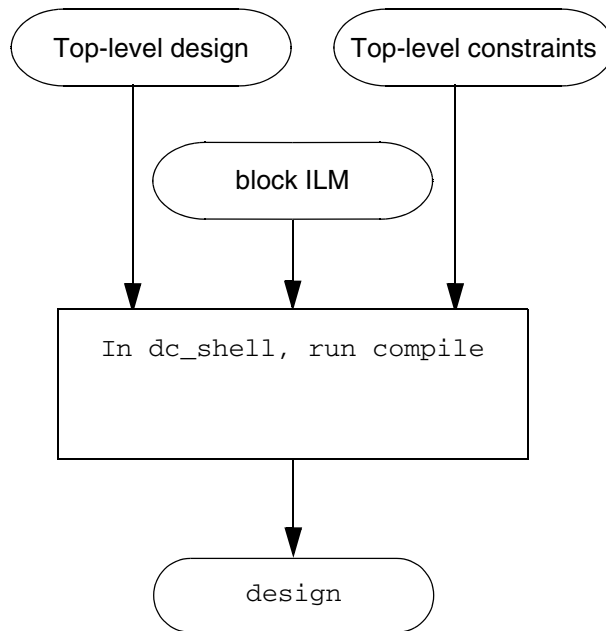 Top-level design
Top-level constraints
block ILM
In dc_shell, run compile
design